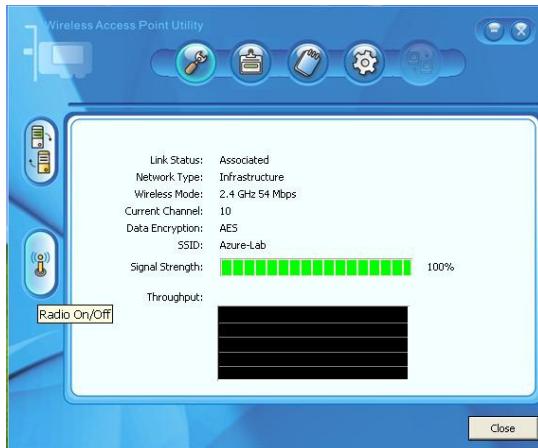 Wireless Access Point Utility
Link Status: Associated
Network Type: Infrastructure
Wireless Mode: 2.4 GHz 54 Mbps
Current Channel: 10
Data Encryption: AES
SSID: Azure-Lab
Signal Strength: 100%
Throughput:
Radio On/Off
Close